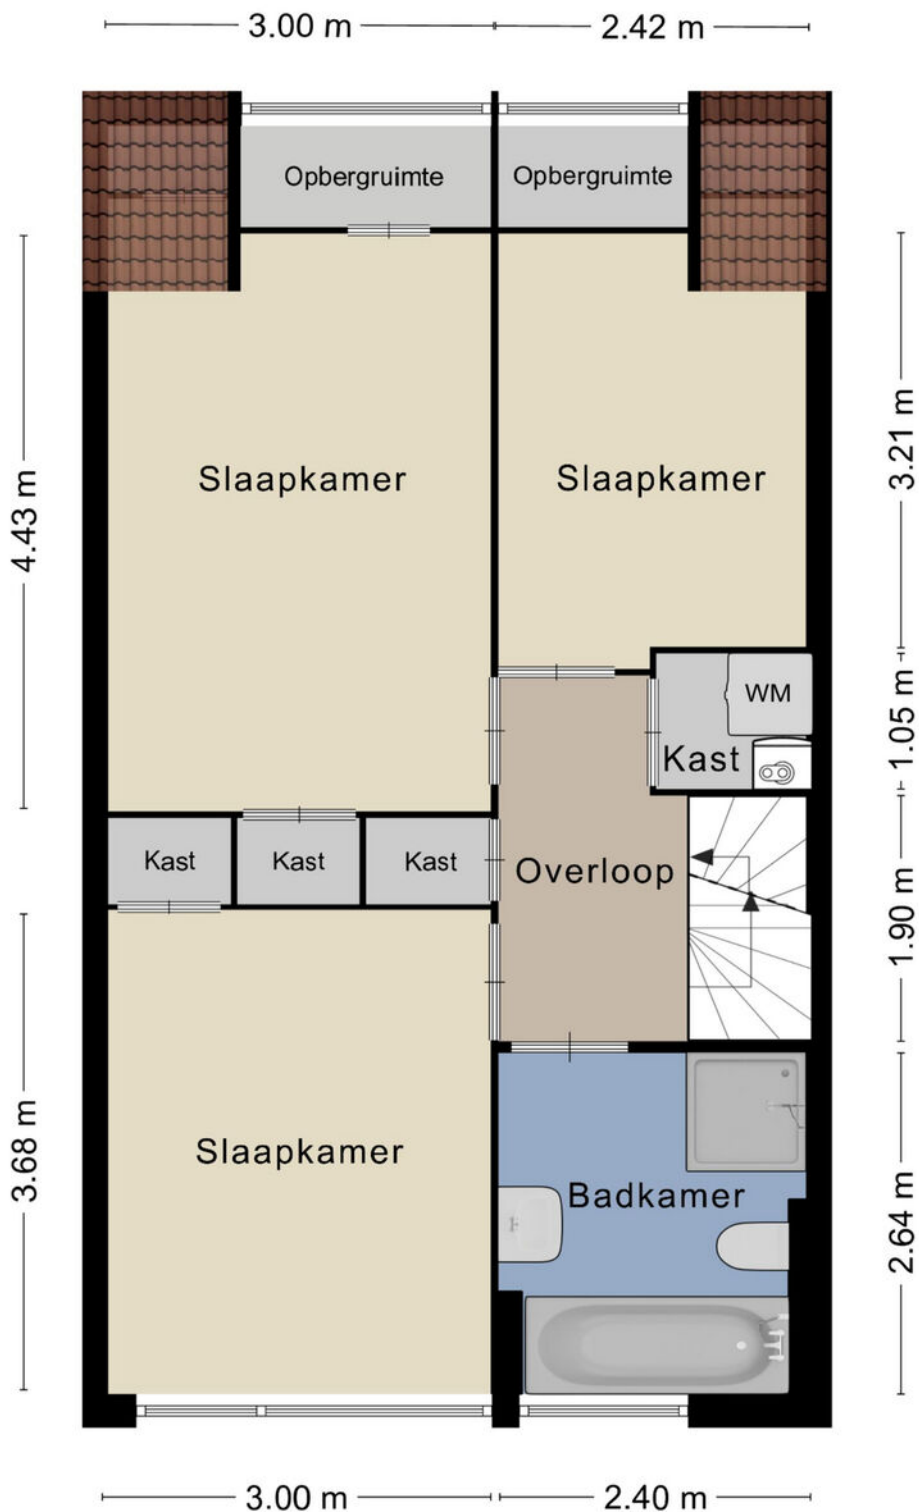 3.00 m
2.42 m
Opbergruimte
Opbergruimte
4.43 m
3.21 m
Slaapkamer
Slaapkamer
1.05 m
WM
Kast
Kast
Kast
Kast
Overloop
1.90 m
3.68 m
Slaapkamer
Badkamer
2.64 m
3.00 m
2.40 m